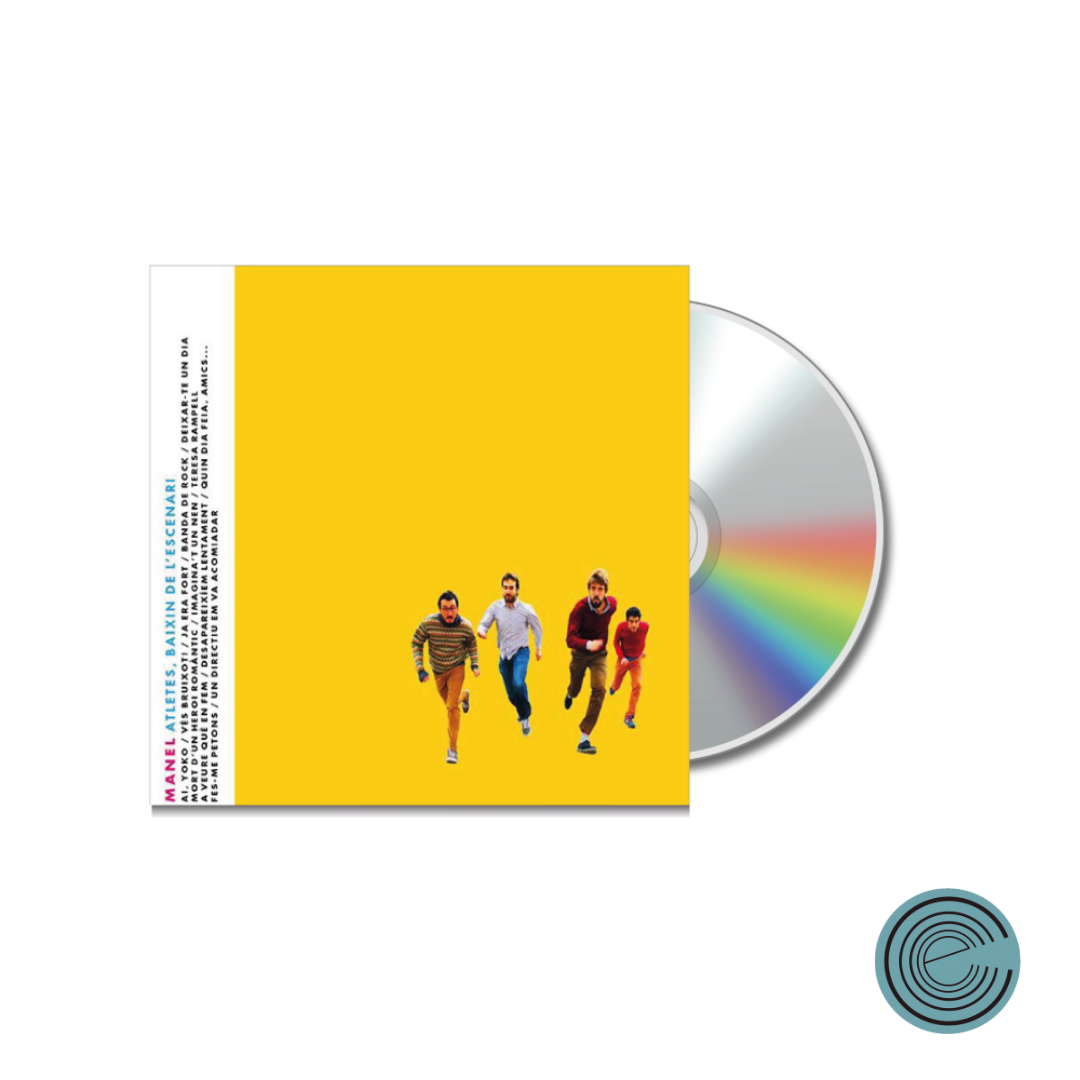 MANEL ATLETES, BAIXIN DE L'ESCENARI
AI, YOKO / VÉS BRUIXOT! / JA ERA FORT / BANDA DE ROCK / DEIXAR-TE UN DIA
MORT D'UN HEROI ROMÀNTIC / IMAGINA'T UN NEN / TERESA RAMPELL
A VEURE QUÈ EN FEM / DESAPAREIXÍEM LENTAMENT / QUIN DIA FEIA, AMICS...
FES-ME PETONS / UN DIRECTIU EM VA ACOMIADAR
e